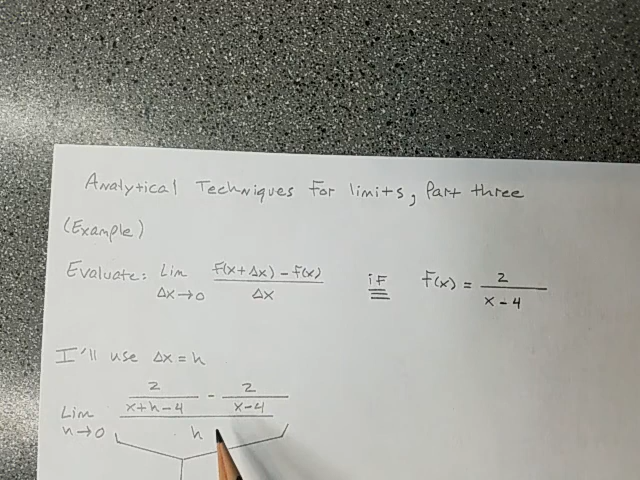 Analytical Techniques for limits, Part three
(Example)
Evaluate: Lim Δx→0 (f(x+Δx) - f(x))/Δx if f(x) = 2/(x-4)
I'll use Δx = h
Lim h→0 (2/(x+h-4) - 2/(x-4))/h